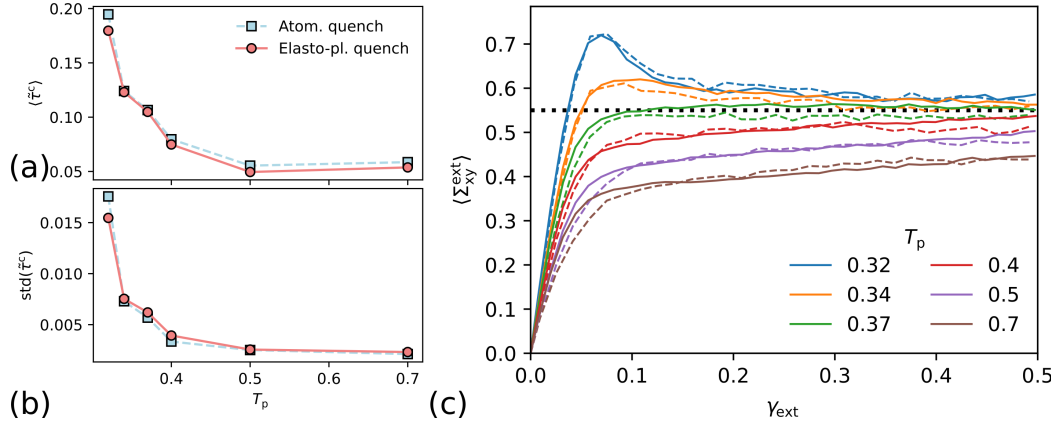 (a)
⟨τ̃ᶜ⟩
0.20
0.15
0.10
0.05
Atom. quench
Elasto-pl. quench
(b)
std(τ̃ᶜ)
0.015
0.010
0.005
0.4 0.5 0.6 0.7
Tₚ
(c)
⟨Σᵉˣᵗxy⟩
0.7
0.6
0.5
0.4
0.3
0.2
0.1
0.0
0.0 0.1 0.2 0.3 0.4 0.5
γext
Tₚ
0.32 0.4
0.34 0.5
0.37 0.7